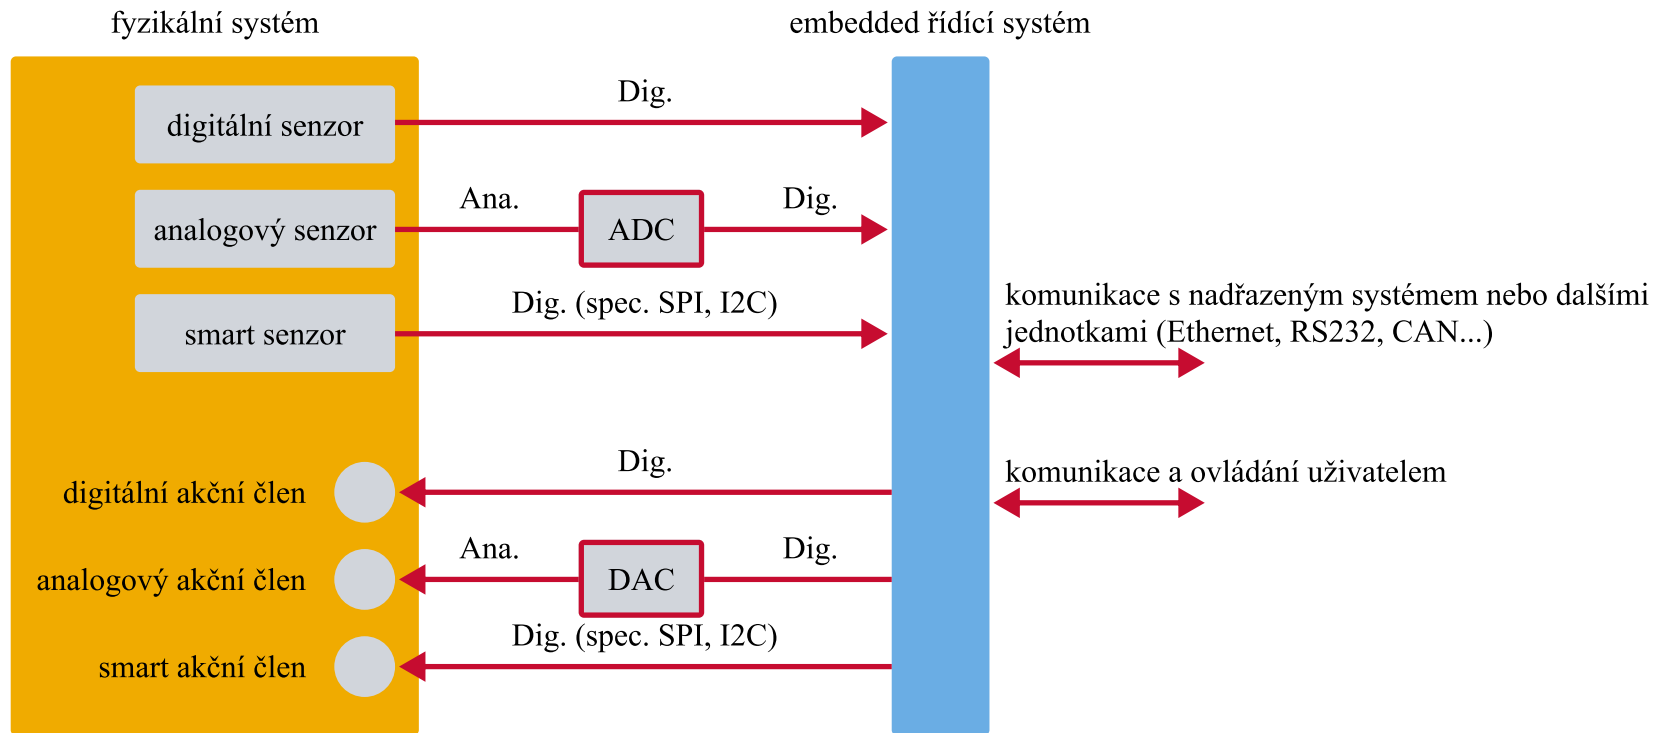 fyzikální systém
embedded řídící systém
digitální senzor
Dig.
analogový senzor
Ana.
ADC
Dig.
smart senzor
Dig. (spec. SPI, I2C)
komunikace s nadřazeným systémem nebo dalšími
jednotkami (Ethernet, RS232, CAN...)
digitální akční člen
Dig.
komunikace a ovládání uživatelem
analogový akční člen
Ana.
DAC
Dig.
smart akční člen
Dig. (spec. SPI, I2C)